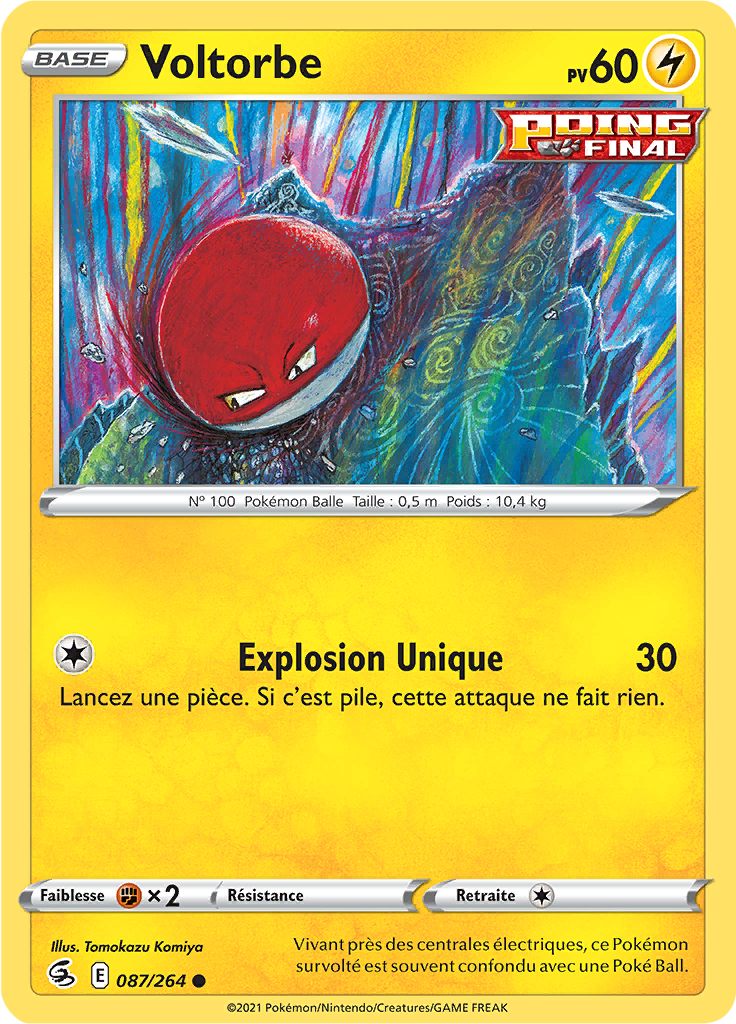 BASE Voltorbe PV60
POING
FINAL
N° 100 Pokémon Balle Taille : 0,5 m Poids : 10,4 kg
Explosion Unique 30
Lancez une pièce. Si c'est pile, cette attaque ne fait rien.
Faiblesse ×2 Résistance Retraite
Illus. Tomokazu Komiya
Vivant près des centrales électriques, ce Pokémon
survolté est souvent confondu avec une Poké Ball.
E 087/264
©2021 Pokémon/Nintendo/Creatures/GAME FREAK